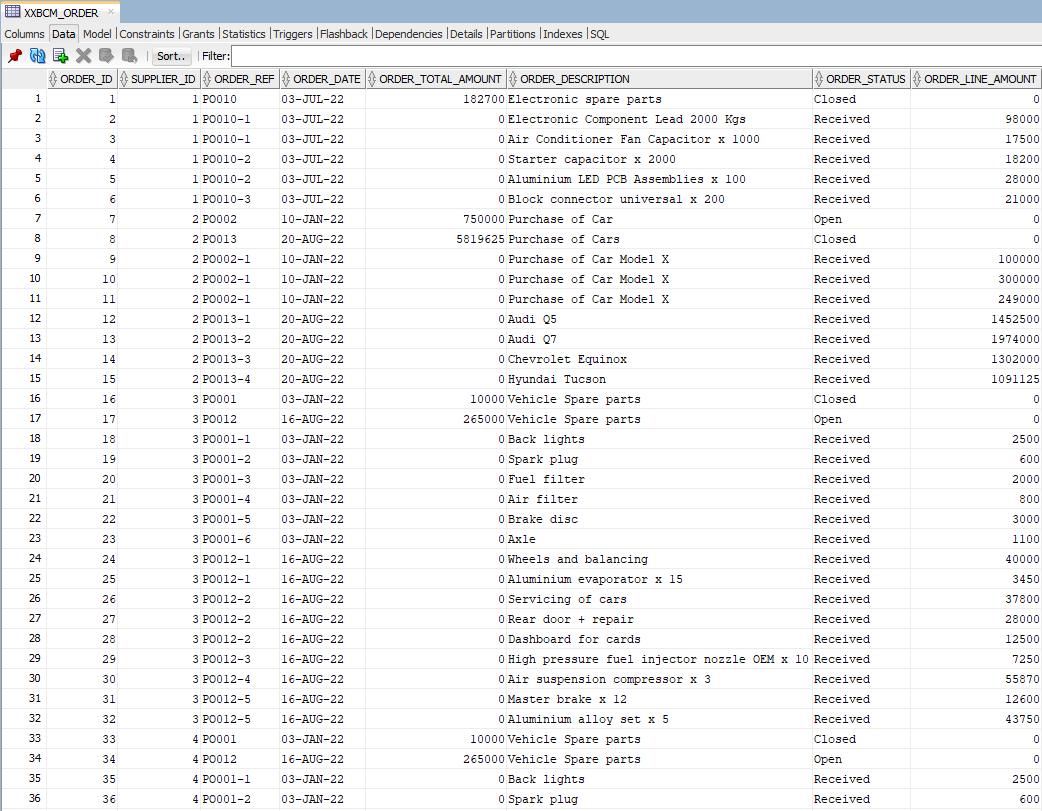 XXBCM_ORDER ×
Columns Data Model Constraints Grants Statistics Triggers Flashback Dependencies Details Partitions Indexes SQL
Sort.. Filter:
ORDER_ID SUPPLIER_ID ORDER_REF ORDER_DATE ORDER_TOTAL_AMOUNT ORDER_DESCRIPTION ORDER_STATUS ORDER_LINE_AMOUNT
1 1 1 PO010 03-JUL-22 182700 Electronic spare parts Closed 0
2 2 1 PO010-1 03-JUL-22 0 Electronic Component Lead 2000 Kgs Received 98000
3 3 1 PO010-1 03-JUL-22 0 Air Conditioner Fan Capacitor x 1000 Received 17500
4 4 1 PO010-2 03-JUL-22 0 Starter capacitor x 2000 Received 18200
5 5 1 PO010-2 03-JUL-22 0 Aluminium LED PCB Assemblies x 100 Received 28000
6 6 1 PO010-3 03-JUL-22 0 Block connector universal x 200 Received 21000
7 7 2 PO002 10-JAN-22 750000 Purchase of Car Open 0
8 8 2 PO013 20-AUG-22 5819625 Purchase of Cars Closed 0
9 9 2 PO002-1 10-JAN-22 0 Purchase of Car Model X Received 100000
10 10 2 PO002-1 10-JAN-22 0 Purchase of Car Model X Received 300000
11 11 2 PO002-1 10-JAN-22 0 Purchase of Car Model X Received 249000
12 12 2 PO013-1 20-AUG-22 0 Audi Q5 Received 1452500
13 13 2 PO013-2 20-AUG-22 0 Audi Q7 Received 1974000
14 14 2 PO013-3 20-AUG-22 0 Chevrolet Equinox Received 1302000
15 15 2 PO013-4 20-AUG-22 0 Hyundai Tucson Received 1091125
16 16 3 PO001 03-JAN-22 10000 Vehicle Spare parts Closed 0
17 17 3 PO012 16-AUG-22 265000 Vehicle Spare parts Open 0
18 18 3 PO001-1 03-JAN-22 0 Back lights Received 2500
19 19 3 PO001-2 03-JAN-22 0 Spark plug Received 600
20 20 3 PO001-3 03-JAN-22 0 Fuel filter Received 2000
21 21 3 PO001-4 03-JAN-22 0 Air filter Received 800
22 22 3 PO001-5 03-JAN-22 0 Brake disc Received 3000
23 23 3 PO001-6 03-JAN-22 0 Axle Received 1100
24 24 3 PO012-1 16-AUG-22 0 Wheels and balancing Received 40000
25 25 3 PO012-1 16-AUG-22 0 Aluminium evaporator x 15 Received 3450
26 26 3 PO012-2 16-AUG-22 0 Servicing of cars Received 37800
27 27 3 PO012-2 16-AUG-22 0 Rear door + repair Received 28000
28 28 3 PO012-2 16-AUG-22 0 Dashboard for cards Received 12500
29 29 3 PO012-3 16-AUG-22 0 High pressure fuel injector nozzle OEM x 10 Received 7250
30 30 3 PO012-4 16-AUG-22 0 Air suspension compressor x 3 Received 55870
31 31 3 PO012-5 16-AUG-22 0 Master brake x 12 Received 12600
32 32 3 PO012-5 16-AUG-22 0 Aluminium alloy set x 5 Received 43750
33 33 4 PO001 03-JAN-22 10000 Vehicle Spare parts Closed 0
34 34 4 PO012 16-AUG-22 265000 Vehicle Spare parts Open 0
35 35 4 PO001-1 03-JAN-22 0 Back lights Received 2500
36 36 4 PO001-2 03-JAN-22 0 Spark plug Received 600